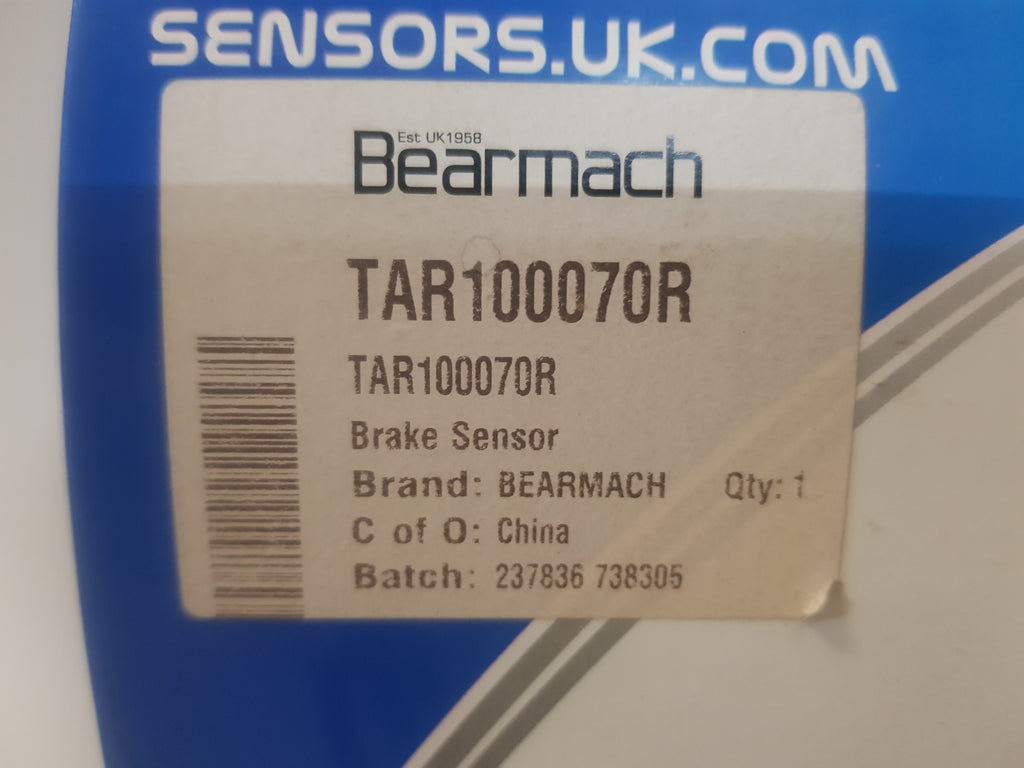 SENSORS.UK.COM
Est UK1958
Bearmach
TAR100070R
TAR100070R
Brake Sensor
Brand: BEARMACH Qty: 1
C of O: China
Batch: 237836 738305